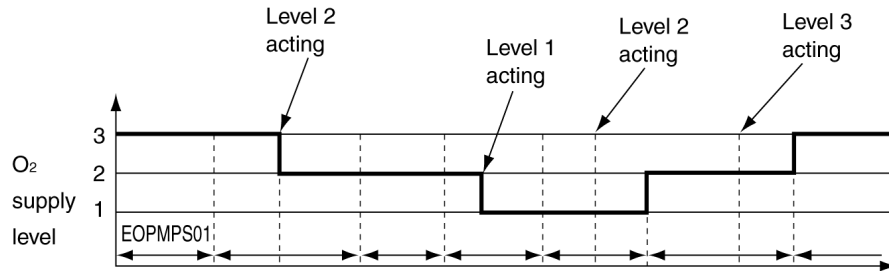 Level 2
acting
Level 1
acting
Level 2
acting
Level 3
acting
O₂
supply
level
3
2
1
EOPMPS01